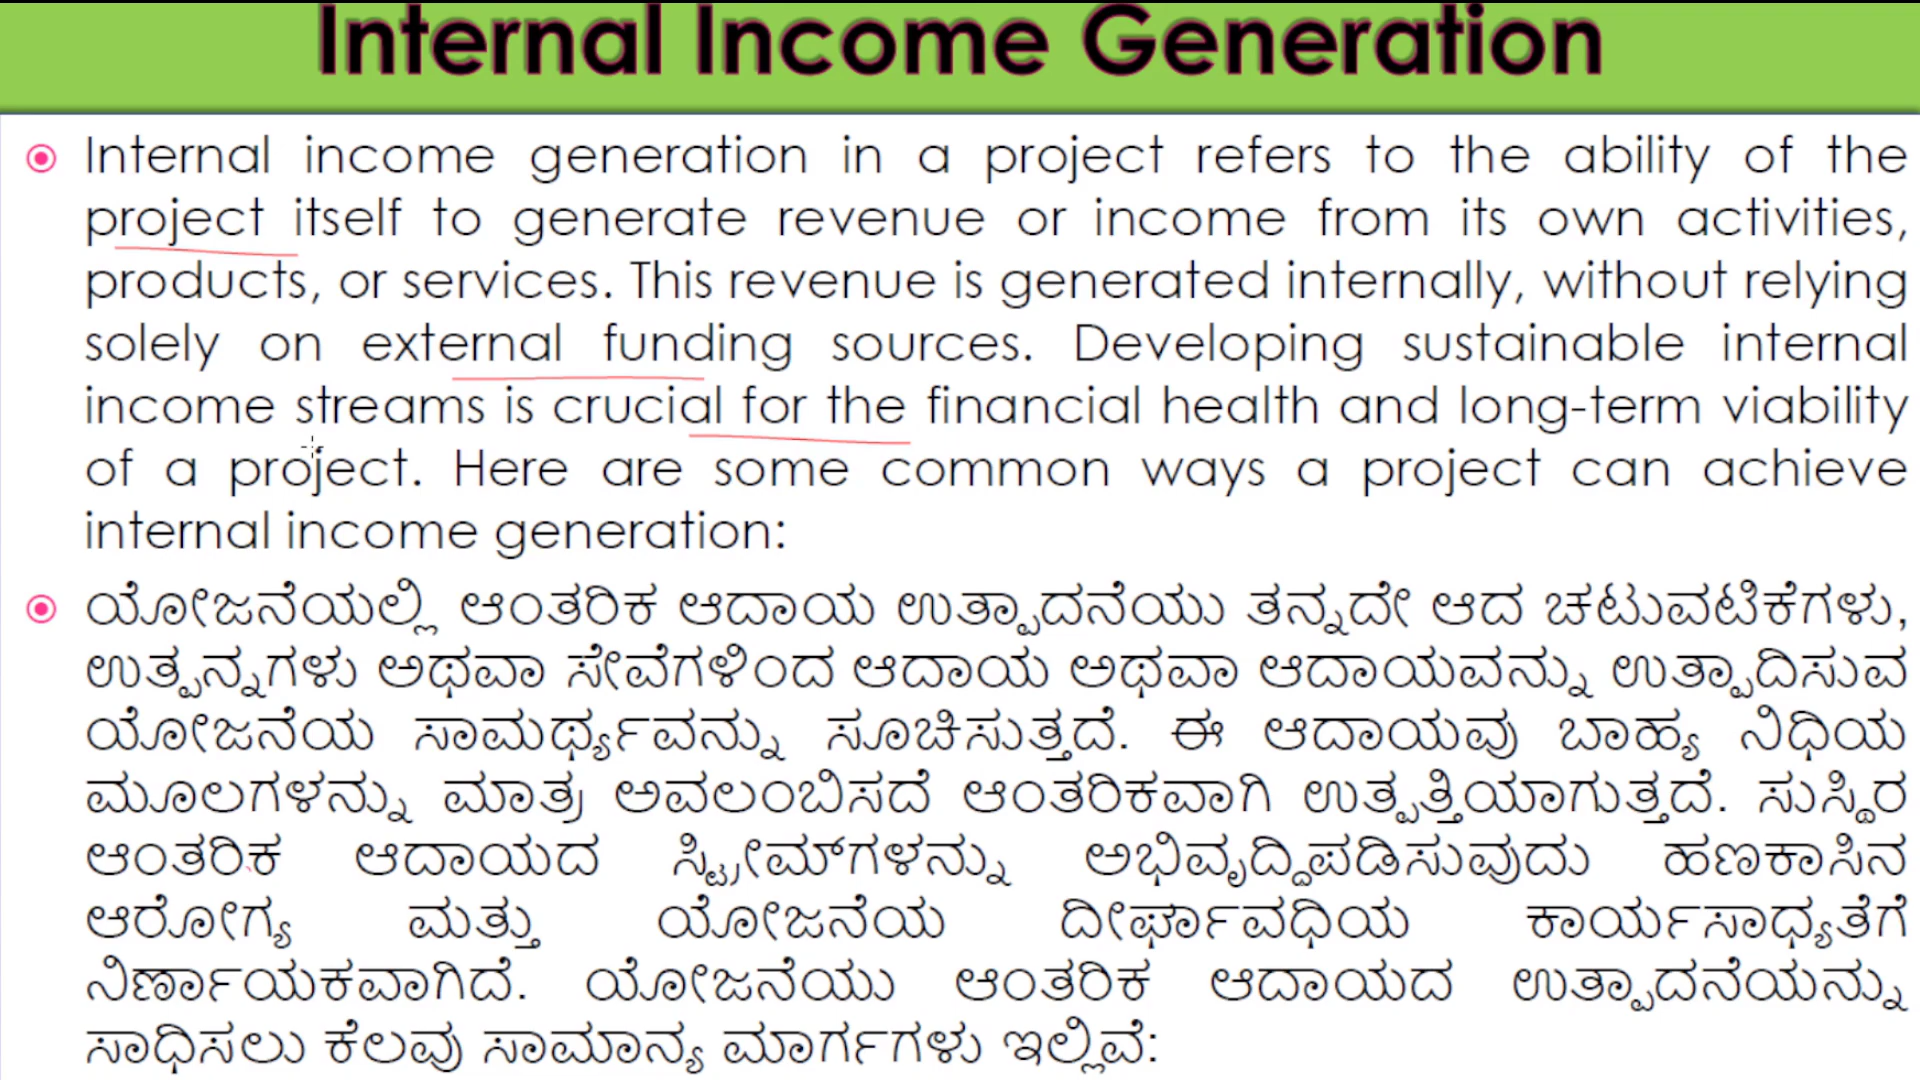 Internal Income Generation
Internal income generation in a project refers to the ability of the
project itself to generate revenue or income from its own activities,
products, or services. This revenue is generated internally, without relying
solely on external funding sources. Developing sustainable internal
income streams is crucial for the financial health and long-term viability
of a project. Here are some common ways a project can achieve
internal income generation:
ಯೋಜನೆಯಲ್ಲಿ ಆಂತರಿಕ ಆದಾಯ ಉತ್ಪಾದನೆಯು ತನ್ನದೇ ಆದ ಚಟುವಟಿಕೆಗಳು,
ಉತ್ಪನ್ನಗಳು ಅಥವಾ ಸೇವೆಗಳಿಂದ ಆದಾಯ ಅಥವಾ ಆದಾಯವನ್ನು ಉತ್ಪಾದಿಸುವ
ಯೋಜನೆಯ ಸಾಮರ್ಥ್ಯವನ್ನು ಸೂಚಿಸುತ್ತದೆ. ಈ ಆದಾಯವು ಬಾಹ್ಯ ನಿಧಿಯ
ಮೂಲಗಳನ್ನು ಮಾತ್ರ ಅವಲಂಬಿಸದೆ ಆಂತರಿಕವಾಗಿ ಉತ್ಪತ್ತಿಯಾಗುತ್ತದೆ. ಸುಸ್ಥಿರ
ಆಂತರಿಕ ಆದಾಯದ ಸ್ಟ್ರೀಮ್‌ಗಳನ್ನು ಅಭಿವೃದ್ಧಿಪಡಿಸುವುದು ಹಣಕಾಸಿನ
ಆರೋಗ್ಯ ಮತ್ತು ಯೋಜನೆಯ ದೀರ್ಘಾವಧಿಯ ಕಾರ್ಯಸಾಧ್ಯತೆಗೆ
ನಿರ್ಣಾಯಕವಾಗಿದೆ. ಯೋಜನೆಯು ಆಂತರಿಕ ಆದಾಯದ ಉತ್ಪಾದನೆಯನ್ನು
ಸಾಧಿಸಲು ಕೆಲವು ಸಾಮಾನ್ಯ ಮಾರ್ಗಗಳು ಇಲ್ಲಿವೆ: